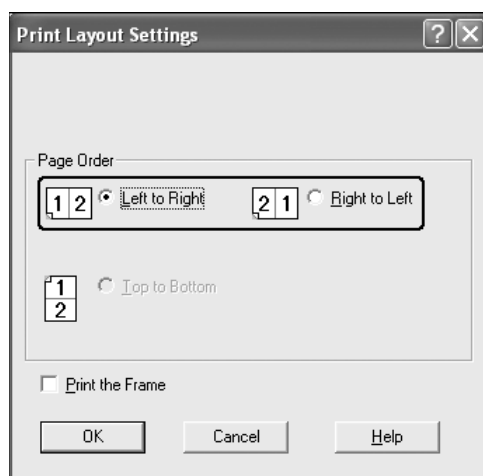 Print Layout Settings
Page Order
1 2 Left to Right 2 1 Right to Left
1
2
Top to Bottom
Print the Frame
OK Cancel Help